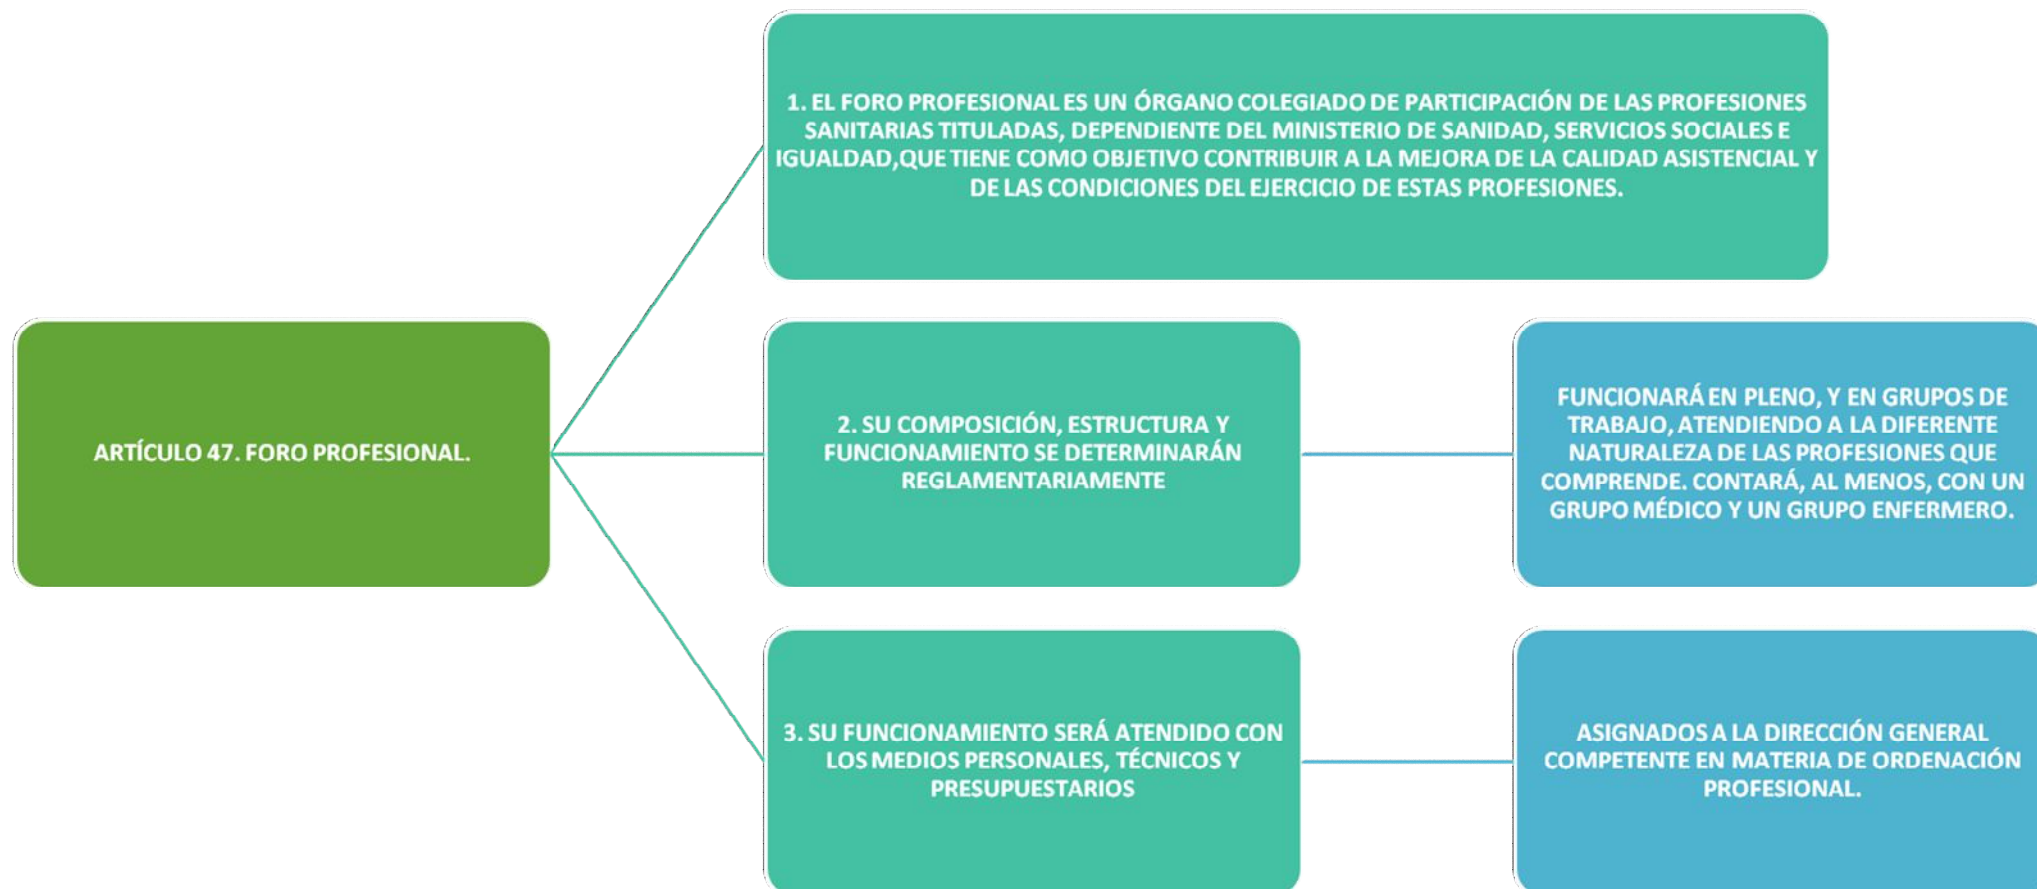 ARTÍCULO 47. FORO PROFESIONAL.
1. EL FORO PROFESIONAL ES UN ÓRGANO COLEGIADO DE PARTICIPACIÓN DE LAS PROFESIONES
SANITARIAS TITULADAS, DEPENDIENTE DEL MINISTERIO DE SANIDAD, SERVICIOS SOCIALES E
IGUALDAD,QUE TIENE COMO OBJETIVO CONTRIBUIR A LA MEJORA DE LA CALIDAD ASISTENCIAL Y
DE LAS CONDICIONES DEL EJERCICIO DE ESTAS PROFESIONES.
2. SU COMPOSICIÓN, ESTRUCTURA Y
FUNCIONAMIENTO SE DETERMINARÁN
REGLAMENTARIAMENTE
FUNCIONARÁ EN PLENO, Y EN GRUPOS DE
TRABAJO, ATENDIENDO A LA DIFERENTE
NATURALEZA DE LAS PROFESIONES QUE
COMPRENDE. CONTARÁ, AL MENOS, CON UN
GRUPO MÉDICO Y UN GRUPO ENFERMERO.
3. SU FUNCIONAMIENTO SERÁ ATENDIDO CON
LOS MEDIOS PERSONALES, TÉCNICOS Y
PRESUPUESTARIOS
ASIGNADOS A LA DIRECCIÓN GENERAL
COMPETENTE EN MATERIA DE ORDENACIÓN
PROFESIONAL.